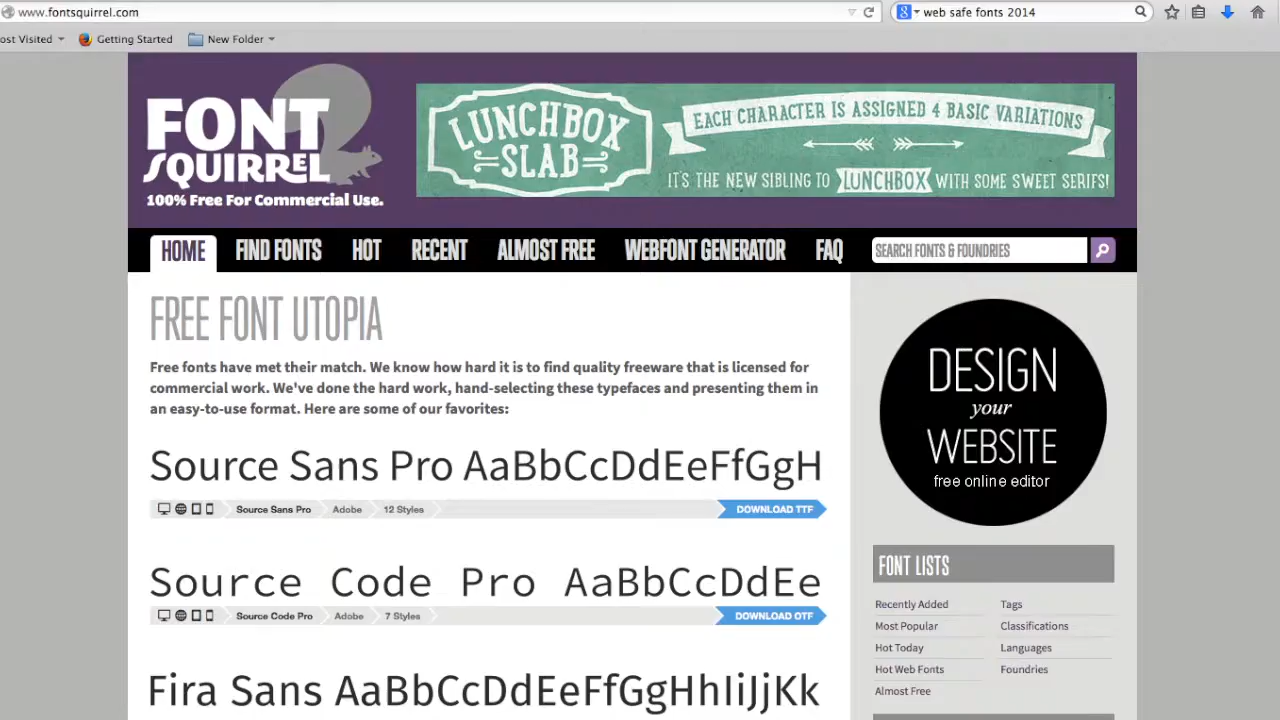 www.fontsquirrel.com
web safe fonts 2014
ost Visited
Getting Started
New Folder
FONT
SQUIRREL
100% Free For Commercial Use.
LUNCHBOX
SLAB
EACH CHARACTER IS ASSIGNED 4 BASIC VARIATIONS
IT'S THE NEW SIBLING TO LUNCHBOX WITH SOME SWEET SERIFS!
HOME
FIND FONTS
HOT
RECENT
ALMOST FREE
WEBFONT GENERATOR
FAQ
SEARCH FONTS & FOUNDRIES
FREE FONT UTOPIA
Free fonts have met their match. We know how hard it is to find quality freeware that is licensed for
commercial work. We've done the hard work, hand-selecting these typefaces and presenting them in
an easy-to-use format. Here are some of our favorites:
Source Sans Pro AaBbCcDdEeFfGgH
Source Sans Pro
Adobe
12 Styles
DOWNLOAD TTF
Source Code Pro AaBbCcDdEe
Source Code Pro
Adobe
7 Styles
DOWNLOAD OTF
Fira Sans AaBbCcDdEeFfGgHhIiJjKk
DESIGN
your
WEBSITE
free online editor
FONT LISTS
Recently Added
Tags
Most Popular
Classifications
Hot Today
Languages
Hot Web Fonts
Foundries
Almost Free